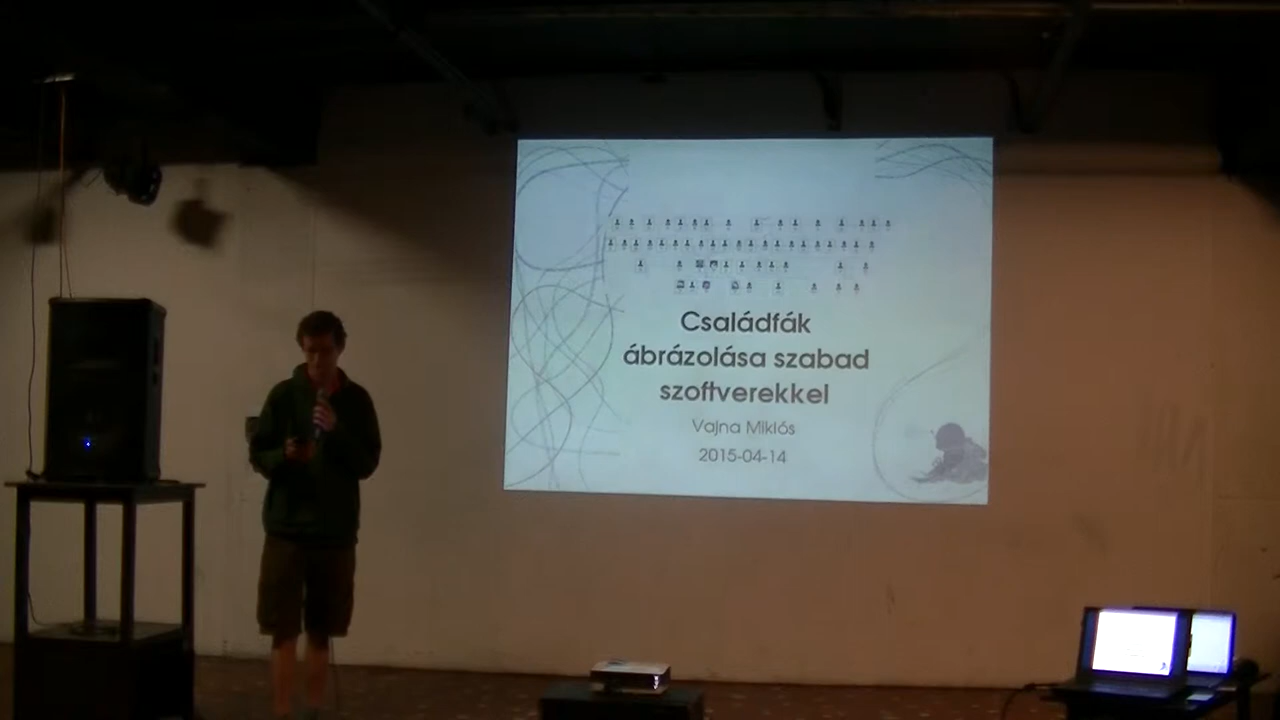 Családfák
ábrázolása szabad
szoftverekkel
Vajna Miklós
2015-04-14